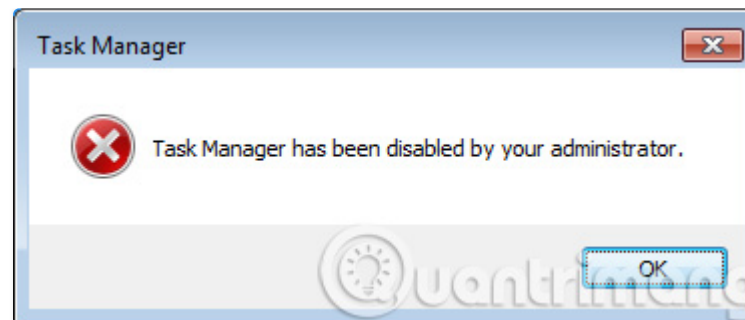 Task Manager
Task Manager has been disabled by your administrator.
OK
Quantrimang